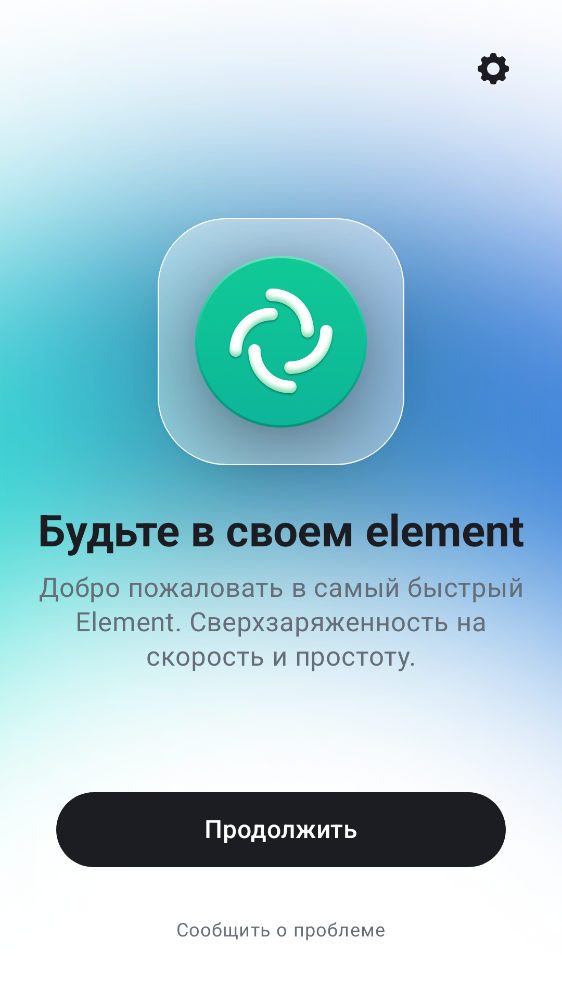 Будьте в своем element
Добро пожаловать в самый быстрый
Element. Сверхзаряженность на
скорость и простоту.
Продолжить
Сообщить о проблеме